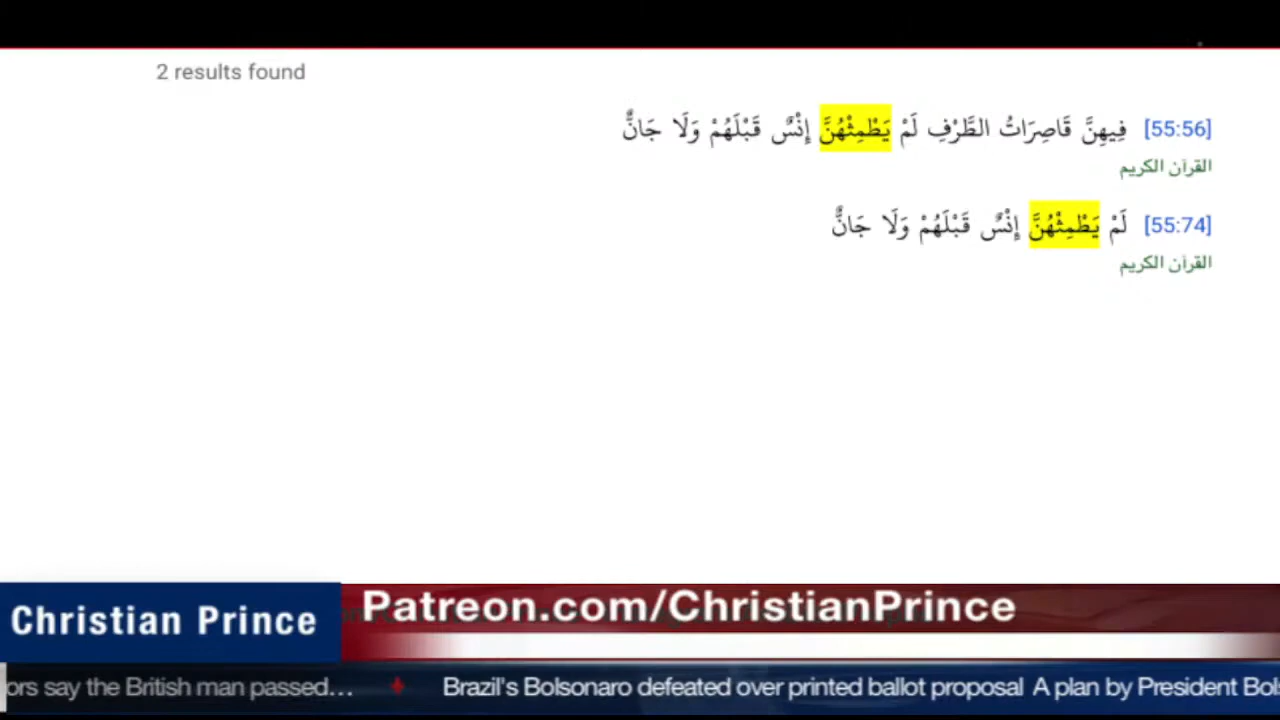 2 results found
[55:56] فِيهِنَّ قَاصِرَاتُ الطَّرْفِ لَمْ يَطْمِثْهُنَّ إِنْسٌ قَبْلَهُمْ وَلَا جَانٌّ
القرآن الكريم
[55:74] لَمْ يَطْمِثْهُنَّ إِنْسٌ قَبْلَهُمْ وَلَا جَانٌّ
القرآن الكريم
Christian Prince
Patreon.com/ChristianPrince
ors say the British man passed... Brazil's Bolsonaro defeated over printed ballot proposal A plan by President Bols